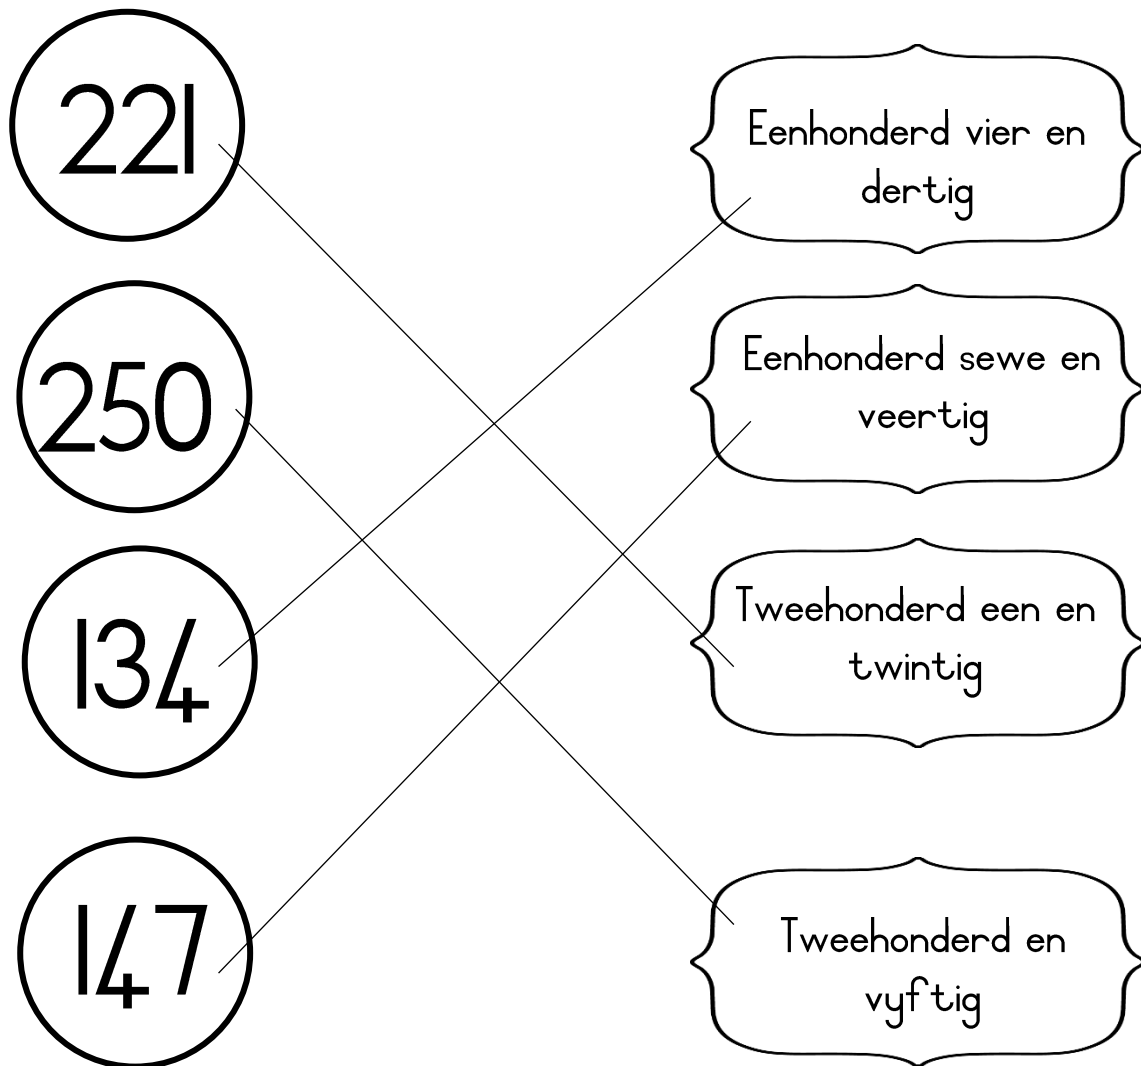 221
Eenhonderd vier en
dertig
250
Eenhonderd sewe en
veertig
134
Tweehonderd een en
twintig
147
Tweehonderd en
vyftig